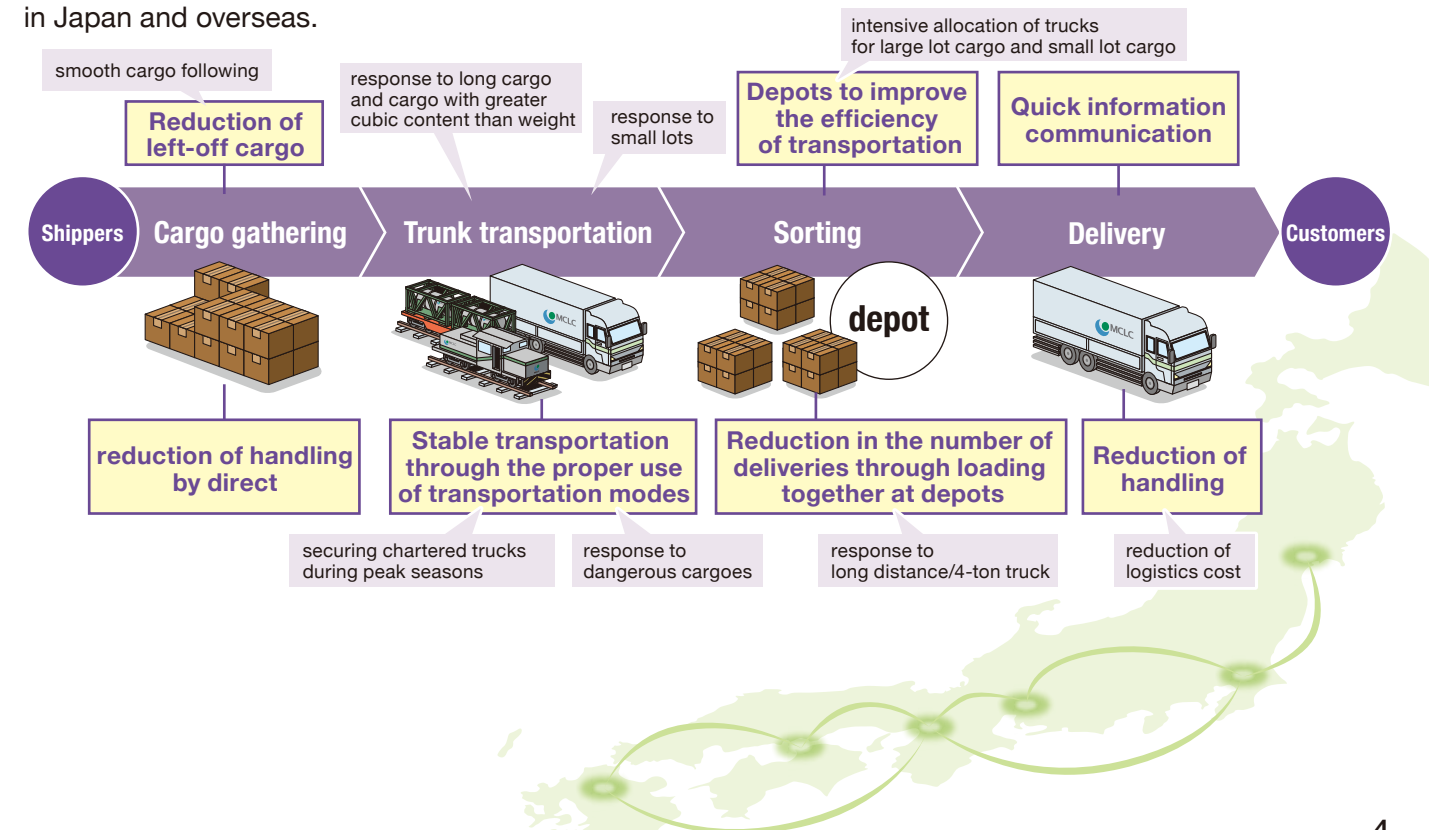 in Japan and overseas.
smooth cargo following
Reduction of
left-off cargo
response to long cargo
and cargo with greater
cubic content than weight
response to
small lots
intensive allocation of trucks
for large lot cargo and small lot cargo
Depots to improve
the efficiency
of transportation
Quick information
communication
Shippers
Cargo gathering
Trunk transportation
Sorting
Delivery
Customers
MCLC
depot
MCLC
reduction of handling
by direct
Stable transportation
through the proper use
of transportation modes
Reduction in the number of
deliveries through loading
together at depots
Reduction of
handling
securing chartered trucks
during peak seasons
response to
dangerous cargoes
response to
long distance/4-ton truck
reduction of
logistics cost